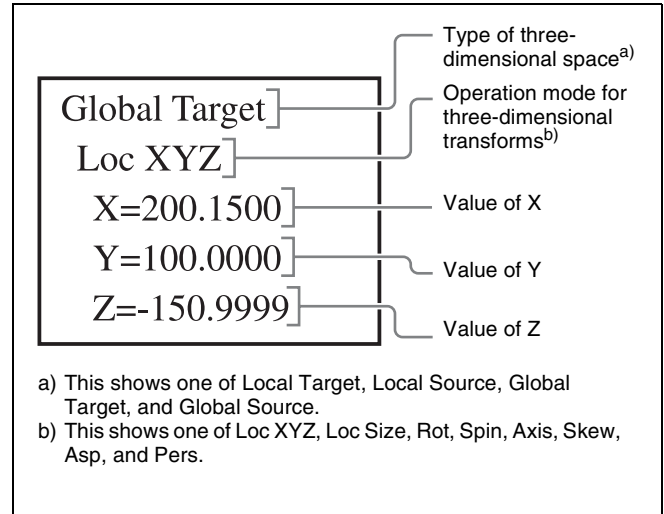 Type of three-
dimensional space a)
Global Target
Operation mode for
three-dimensional
transforms b)
Loc XYZ
X=200.1500
Value of X
Y=100.0000
Value of Y
Z=-150.9999
Value of Z
a) This shows one of Local Target, Local Source, Global
Target, and Global Source.
b) This shows one of Loc XYZ, Loc Size, Rot, Spin, Axis, Skew,
Asp, and Pers.